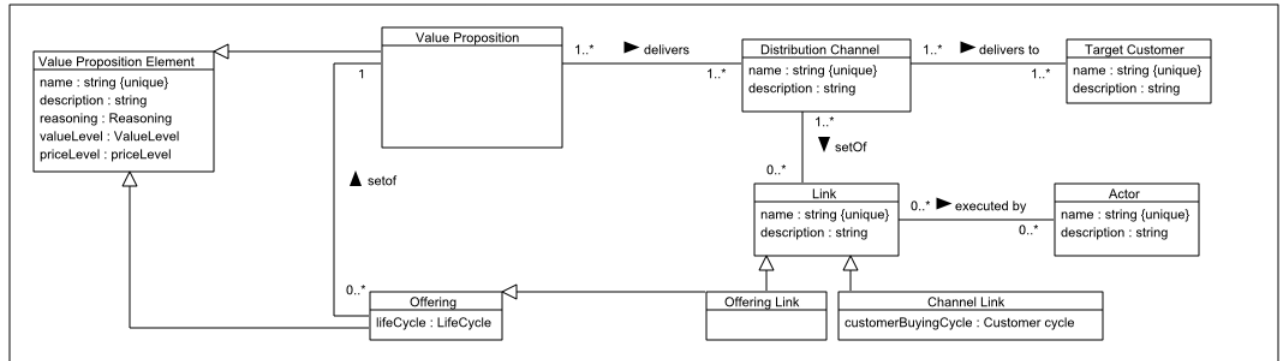 Value Proposition Element
name : string {unique}
description : string
reasoning : Reasoning
valueLevel : ValueLevel
priceLevel : priceLevel
Value Proposition
1
1..*
delivers
1..*
Distribution Channel
name : string {unique}
description : string
1..*
delivers to
1..*
Target Customer
name : string {unique}
description : string
1..*
setOf
0..*
setof
Link
name : string {unique}
description : string
0..*
executed by
0..*
Actor
name : string {unique}
description : string
0..*
Offering
lifeCycle : LifeCycle
Offering Link
Channel Link
customerBuyingCycle : Customer cycle